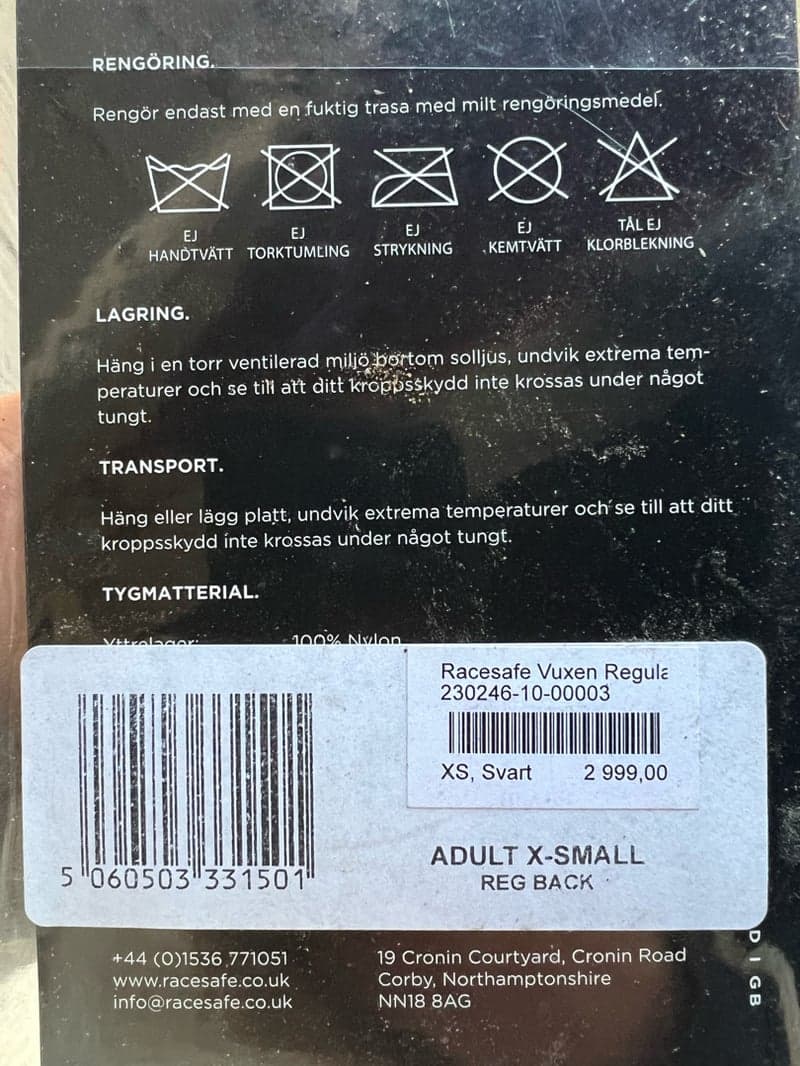 RENGÖRING.
Rengör endast med en fuktig trasa med milt rengöringsmedel.
EJ HANDTVÄTT
EJ TORKTUMLING
EJ STRYKNING
EJ KEMTVÄTT
TÅL EJ KLORBLEKNING
LAGRING.
Häng i en torr ventilerad miljö bortom solljus, undvik extrema tem-
peraturer och se till att ditt kroppsskydd inte krossas under något
tungt.
TRANSPORT.
Häng eller lägg platt, undvik extrema temperaturer och se till att ditt
kroppsskydd inte krossas under något tungt.
TYGMATTERIAL.
Yttrelager: 100% Nylon
Racesafe Vuxen Regula
230246-10-00003
XS, Svart 2 999,00
5 060503 331501
ADULT X-SMALL
REG BACK
+44 (0)1536 771051
www.racesafe.co.uk
info@racesafe.co.uk
19 Cronin Courtyard, Cronin Road
Corby, Northamptonshire
NN18 8AG
D | GB